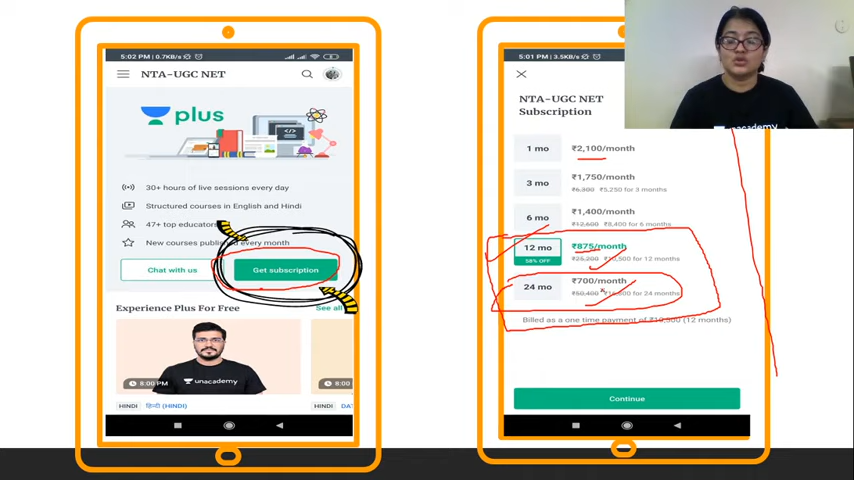 5:02 PM | 0.7KB/s
NTA-UGC NET
plus
30+ hours of live sessions every day
Structured courses in English and Hindi
47+ top educators
New courses published every month
Chat with us
Get subscription
Experience Plus For Free
See all
unacademy
8:00 PM
8:00
HINDI हिन्दी (HINDI)
HINDI DAT
5:01 PM | 3.5KB/s
NTA-UGC NET
Subscription
1 mo ₹2,100/month
3 mo ₹1,750/month
₹6,300 ₹5,250 for 3 months
6 mo ₹1,400/month
₹12,600 ₹8,400 for 6 months
12 mo ₹875/month
58% OFF ₹25,200 ₹10,500 for 12 months
24 mo ₹700/month
₹50,400 for 24 months
Billed as a one time payment of ₹10,500 (12 months)
Continue
unacademy